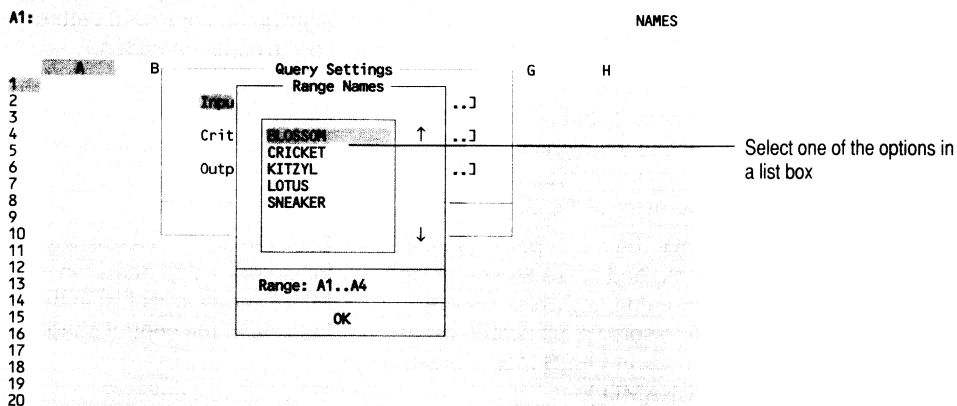 A1: NAMES
A B Query Settings G H
1 Range Names
2 Inpu ..]
3
4 Crit BLOSSOM ↑ ..]
5 CRICKET Select one of the options in
6 Outp KITZYL ..] a list box
7 LOTUS
8 SNEAKER
9
10 ↓
11
12
13 Range: A1..A4
14
15 OK
16
17
18
19
20